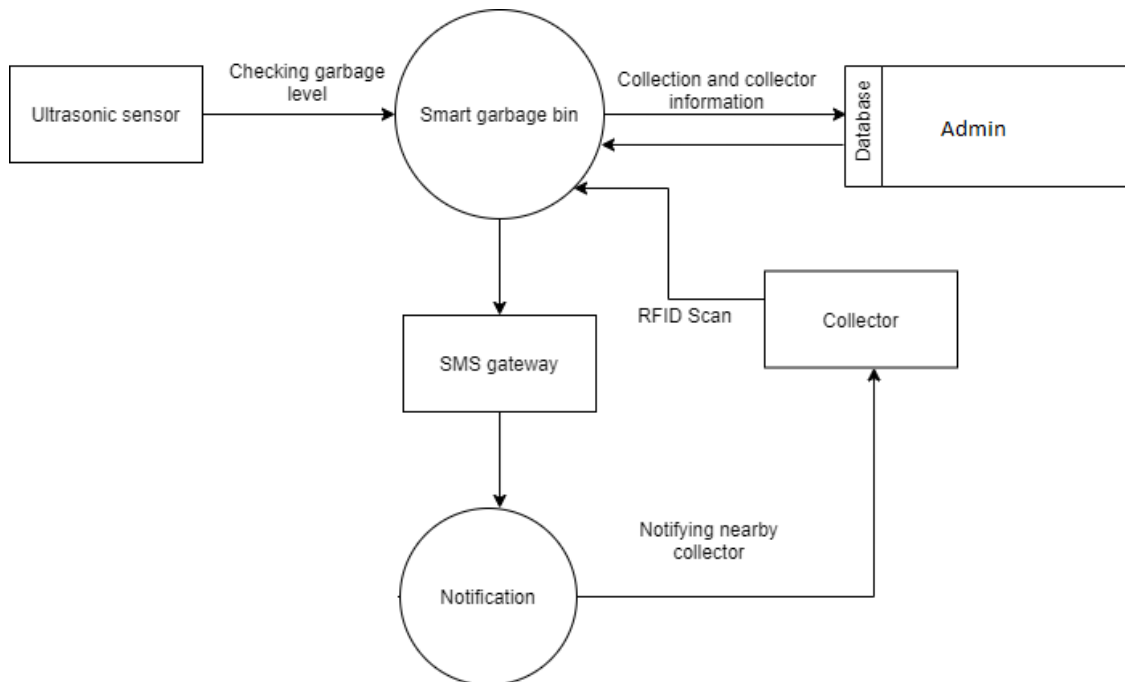 Checking garbage
level
Ultrasonic sensor
Smart garbage bin
Collection and collector
information
Database
Admin
RFID Scan
Collector
SMS gateway
Notifying nearby
collector
Notification